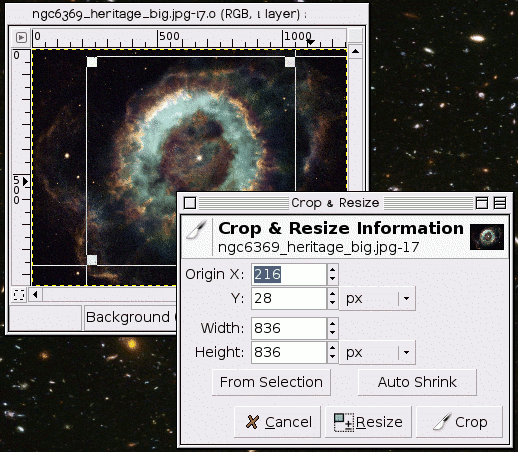 ngc6369_heritage_big.jpg-17.0 (RGB, 1 layer) :
0 500 1000
0
500
Background (
Crop & Resize
Crop & Resize Information
ngc6369_heritage_big.jpg-17
Origin X: 216
Y: 28 px
Width: 836
Height: 836 px
From Selection Auto Shrink
Cancel Resize Crop